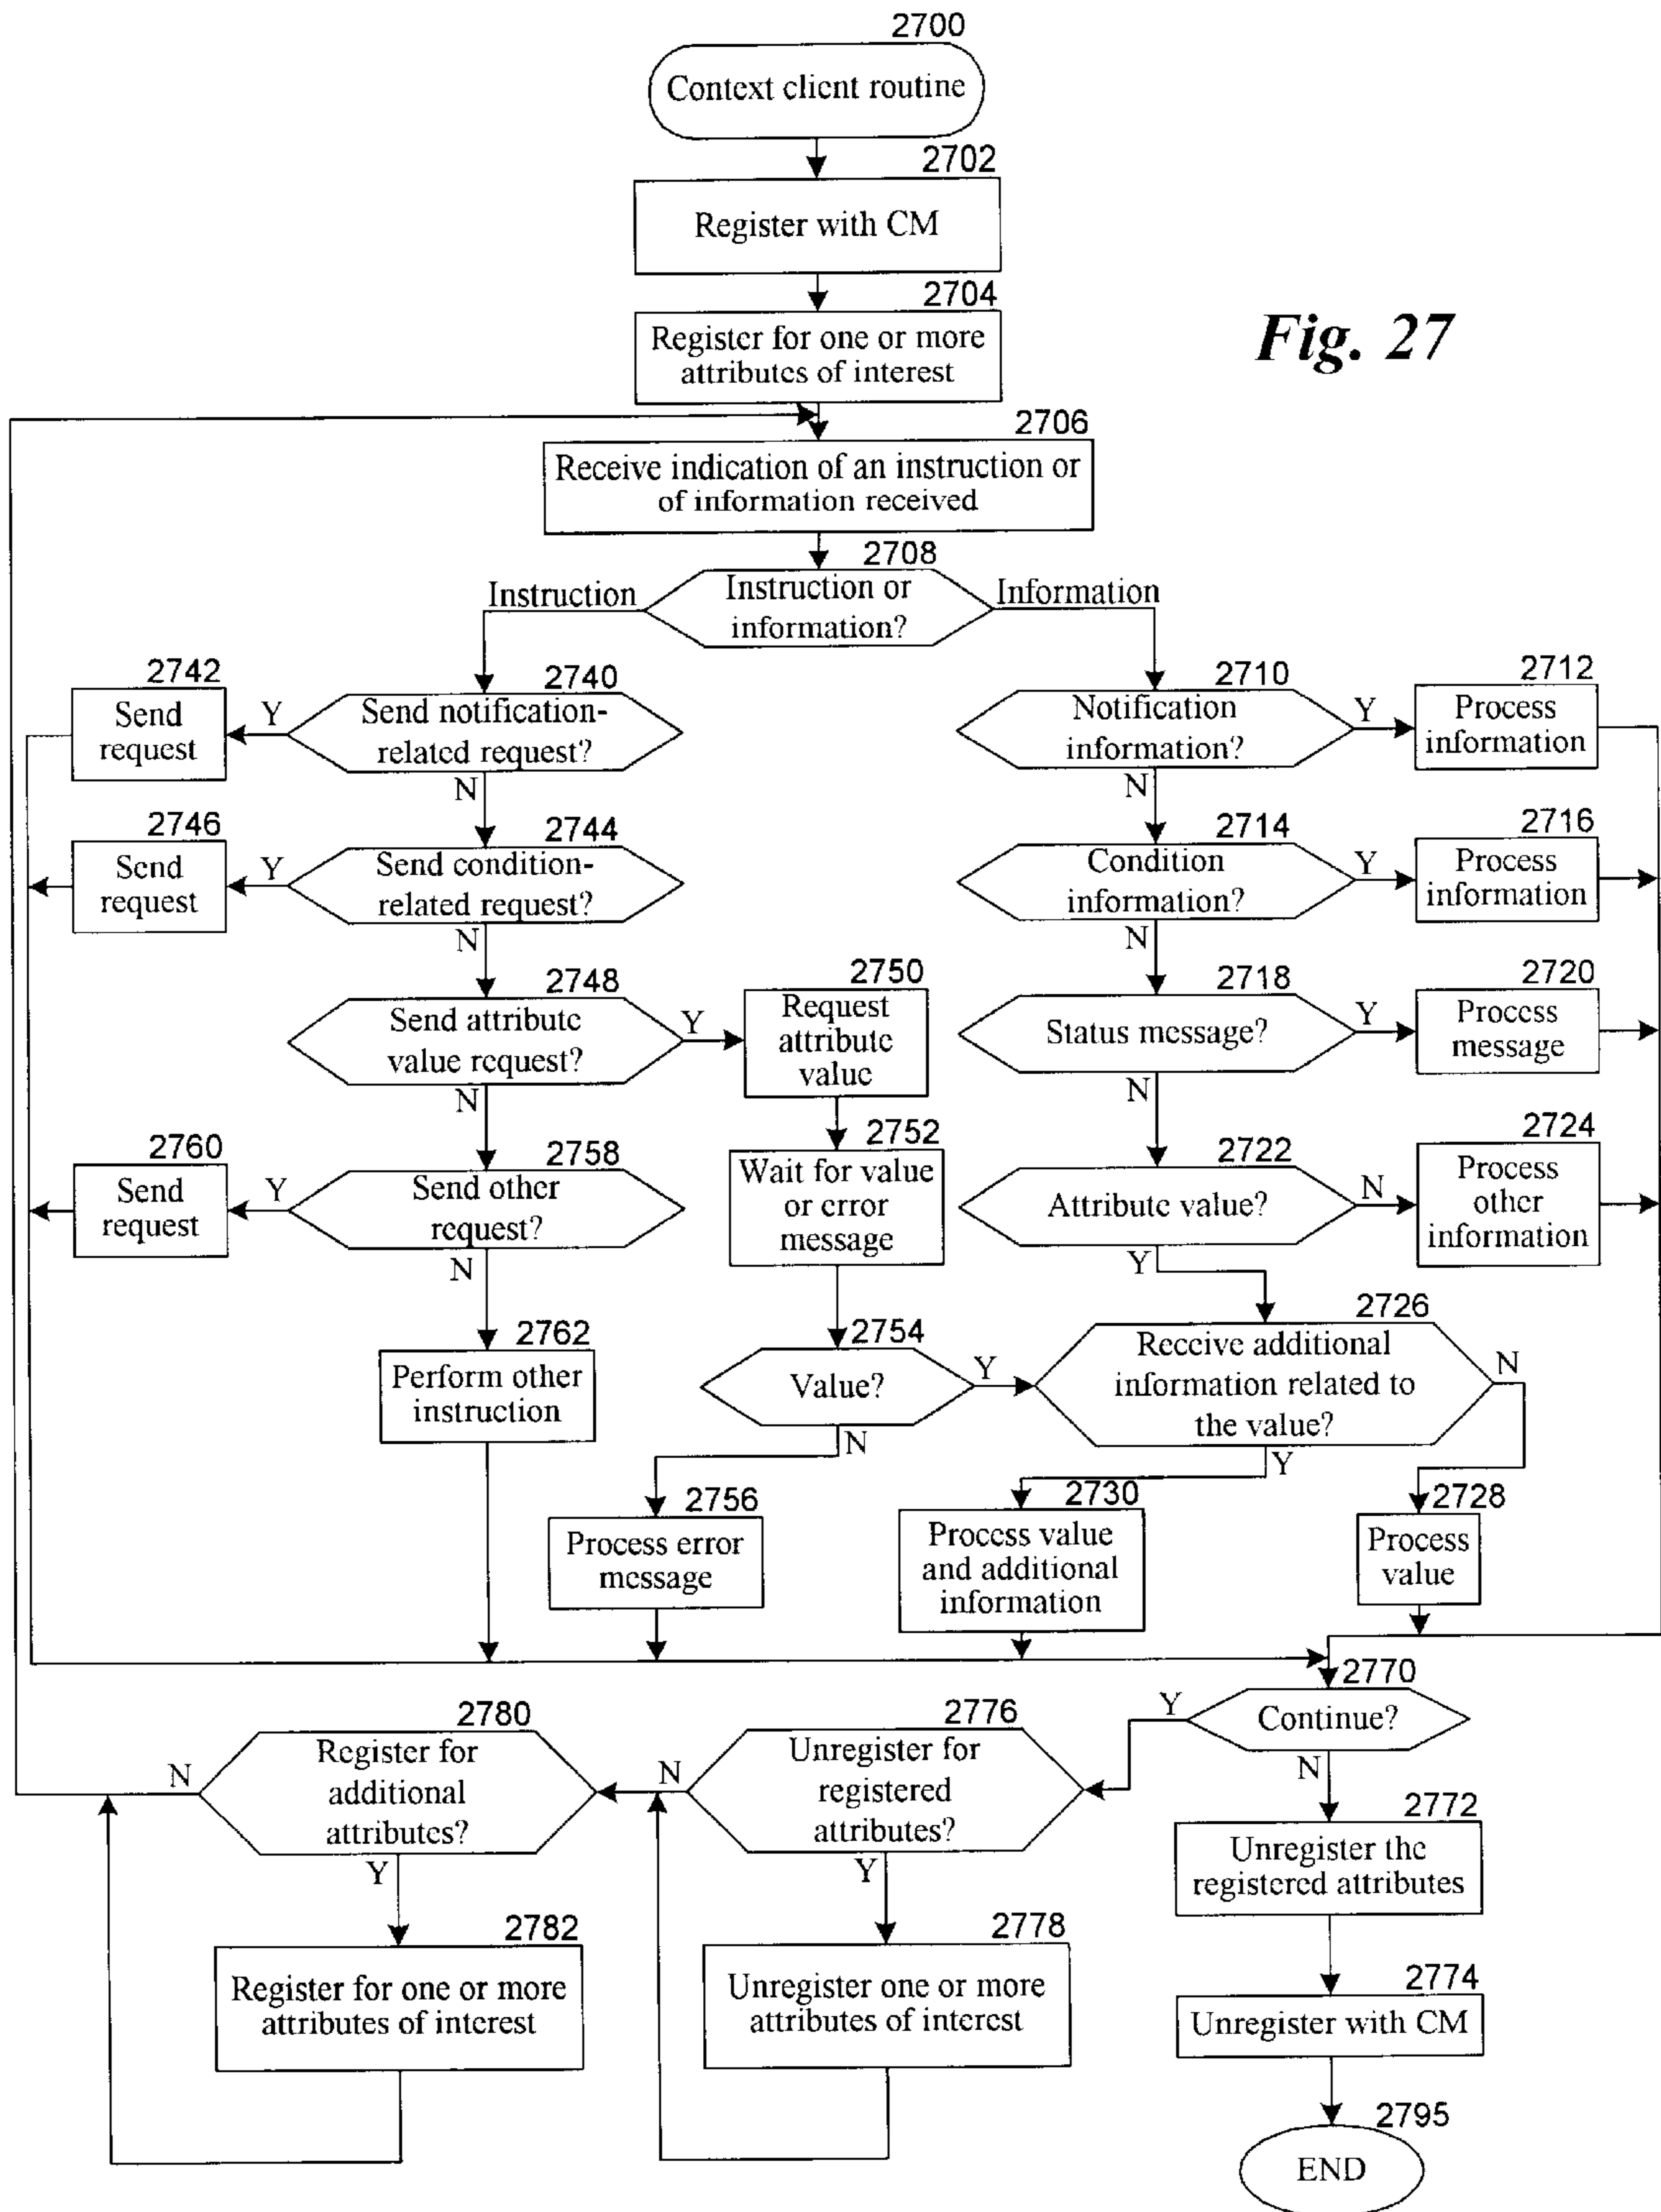 2700
Context client routine
2702
Register with CM
2704
Register for one or more
attributes of interest
Fig. 27
2706
Receive indication of an instruction or
of information received
2708
Instruction or
information?
Instruction
Information
2742
Send
request
Y
2740
Send notification-
related request?
N
2710
Notification
information?
Y
N
2712
Process
information
2746
Send
request
Y
2744
Send condition-
related request?
N
2714
Condition
information?
Y
N
2716
Process
information
2748
Send attribute
value request?
Y
N
2750
Request
attribute
value
2718
Status message?
Y
N
2720
Process
message
2760
Send
request
Y
2758
Send other
request?
N
2752
Wait for value
or error
message
2722
Attribute value?
N
Y
2724
Process
other
information
2762
Perform other
instruction
2754
Value?
Y
N
2726
Receive additional
information related to
the value?
N
Y
2756
Process error
message
2730
Process value
and additional
information
2728
Process
value
2770
Continue?
Y
N
2780
Register for
additional
attributes?
N
Y
2776
Unregister for
registered
attributes?
N
Y
2772
Unregister the
registered attributes
2782
Register for one or more
attributes of interest
2778
Unregister one or more
attributes of interest
2774
Unregister with CM
2795
END